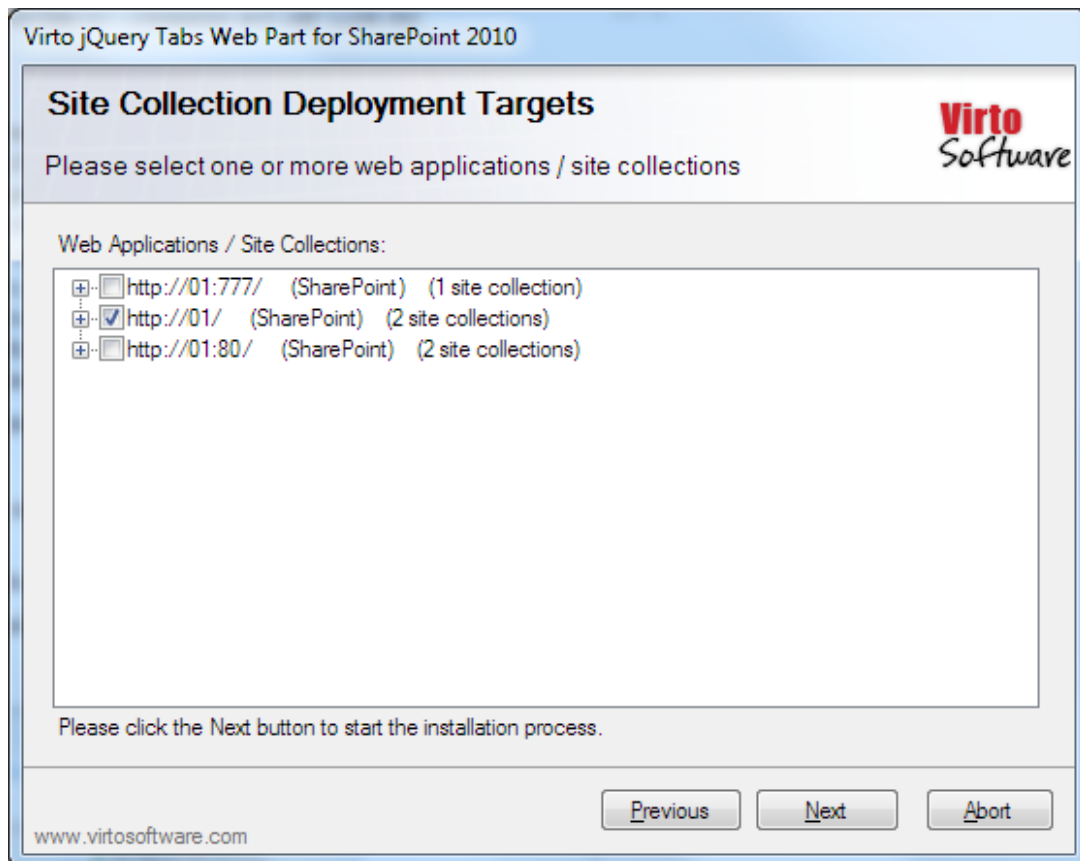 Virto jQuery Tabs Web Part for SharePoint 2010
Site Collection Deployment Targets
Virto
Software
Please select one or more web applications / site collections
Web Applications / Site Collections:
http://01:777/ (SharePoint) (1 site collection)
http://01/ (SharePoint) (2 site collections)
http://01:80/ (SharePoint) (2 site collections)
Please click the Next button to start the installation process.
Previous Next Abort
www.virtosoftware.com